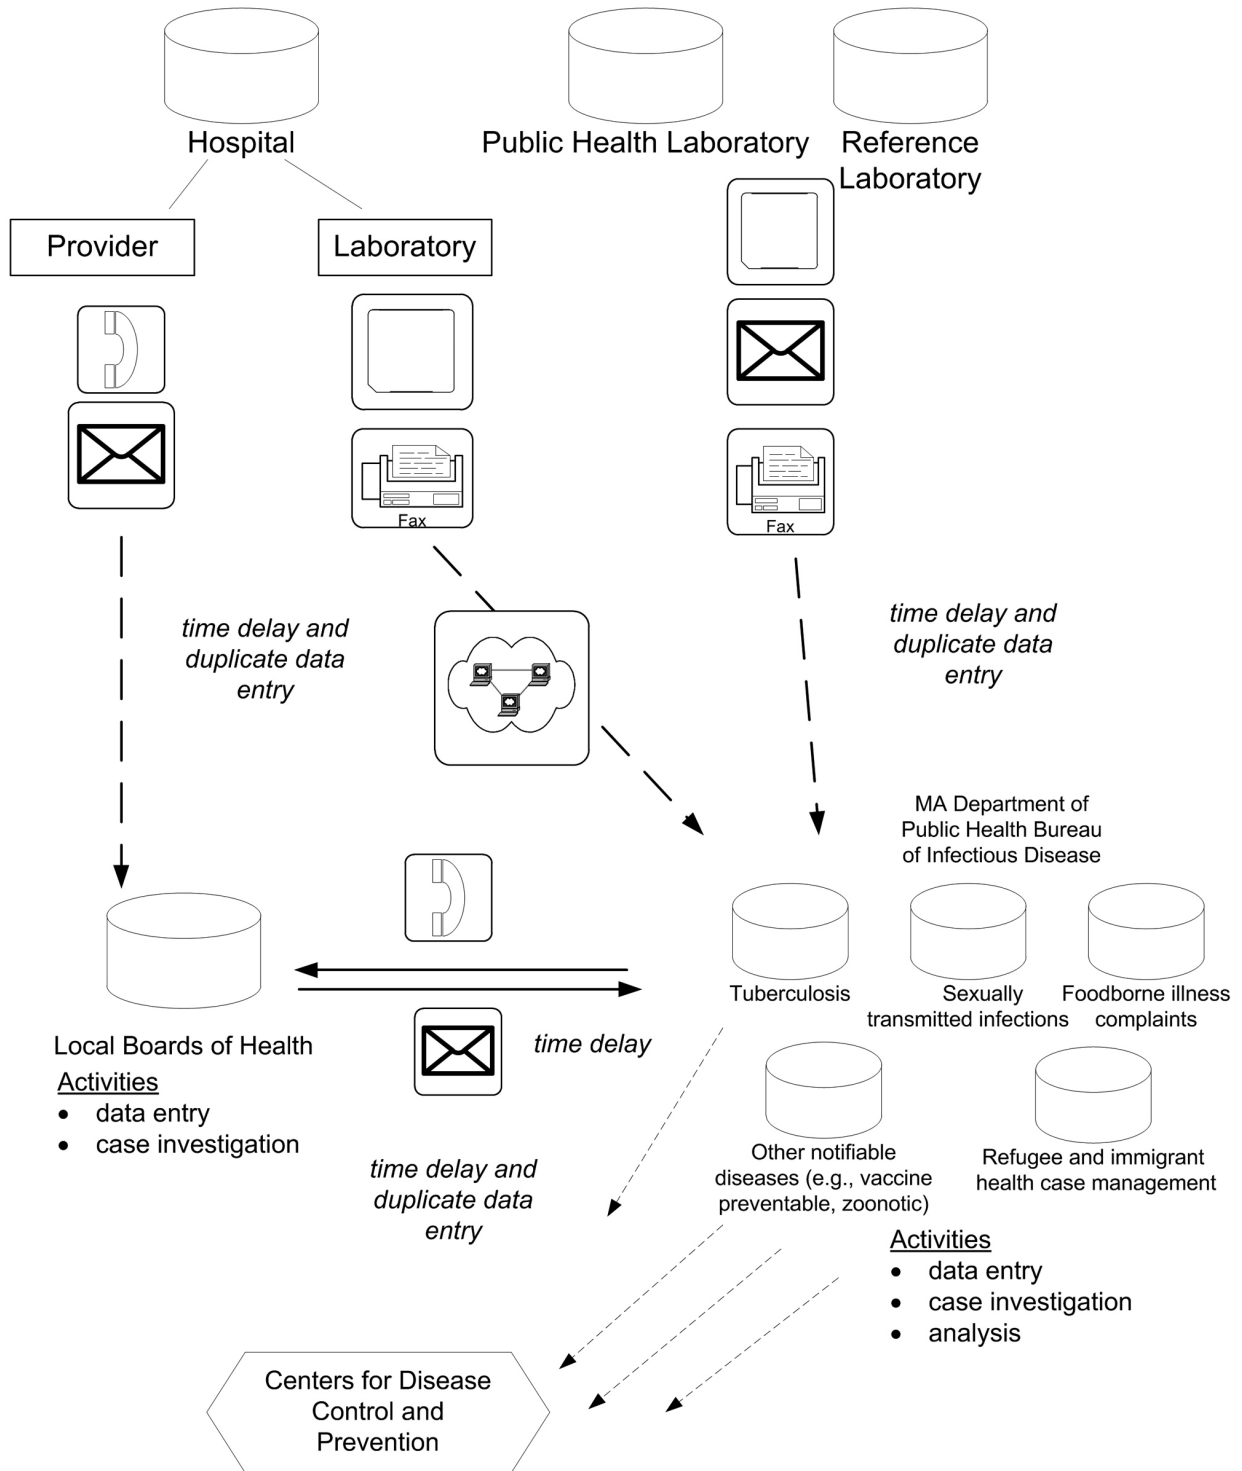 Hospital
Public Health Laboratory
Reference
Laboratory
Provider
Laboratory
Fax
Fax
time delay and
duplicate data
entry
time delay and
duplicate data
entry
MA Department of
Public Health Bureau
of Infectious Disease
Tuberculosis
Sexually
transmitted infections
Foodborne illness
complaints
Local Boards of Health
Activities
• data entry
• case investigation
time delay
time delay and
duplicate data
entry
Other notifiable
diseases (e.g., vaccine
preventable, zoonotic)
Refugee and immigrant
health case management
Activities
• data entry
• case investigation
• analysis
Centers for Disease
Control and
Prevention